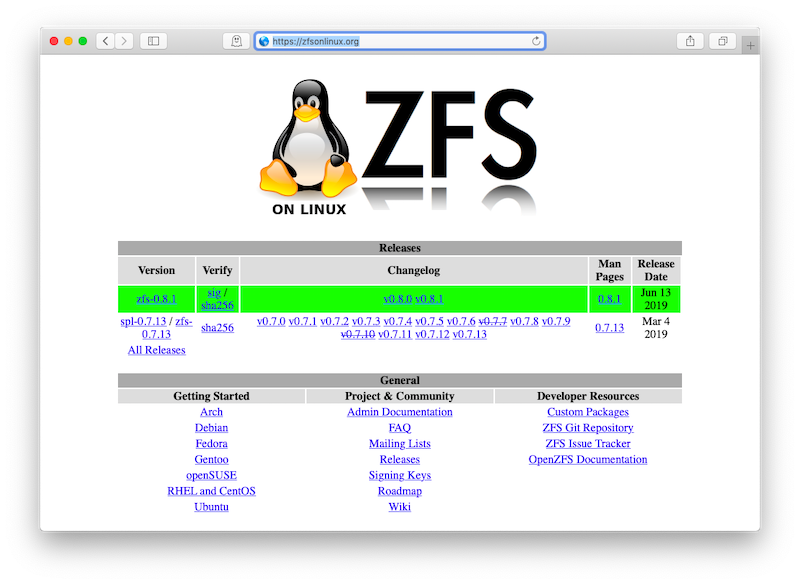 https://zfsonlinux.org
ZFS
ON LINUX
Releases
Version Verify Changelog Man Pages Release Date
zfs-0.8.1 sig / sha256 v0.8.0 v0.8.1 0.8.1 Jun 13 2019
spl-0.7.13 / zfs-0.7.13 sha256 v0.7.0 v0.7.1 v0.7.2 v0.7.3 v0.7.4 v0.7.5 v0.7.6 v0.7.7 v0.7.8 v0.7.9 v0.7.10 v0.7.11 v0.7.12 v0.7.13 0.7.13 Mar 4 2019
All Releases
General
Getting Started Project & Community Developer Resources
Arch Admin Documentation Custom Packages
Debian FAQ ZFS Git Repository
Fedora Mailing Lists ZFS Issue Tracker
Gentoo Releases OpenZFS Documentation
openSUSE Signing Keys
RHEL and CentOS Roadmap
Ubuntu Wiki